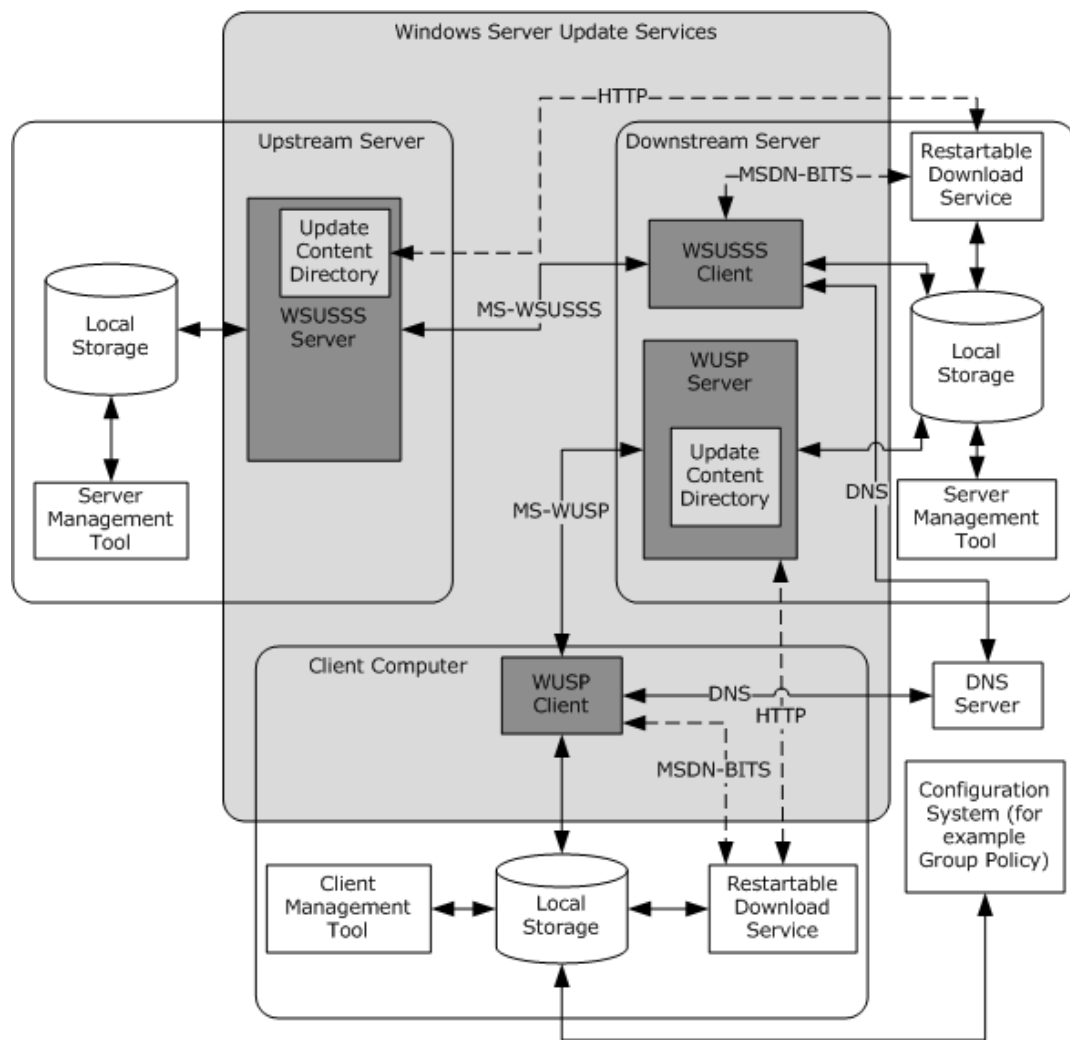 Windows Server Update Services
HTTP
Upstream Server
Downstream Server
Restartable
Download
Service
MSDN-BITS
Update
Content
Directory
WSUSSS
Server
WSUSSS
Client
MS-WSUSSS
Local
Storage
Local
Storage
WUSP
Server
Update
Content
Directory
MS-WUSP
DNS
Server
Management
Tool
Server
Management
Tool
Client Computer
WUSP
Client
DNS
DNS
Server
HTTP
MSDN-BITS
Configuration
System (for
example
Group Policy)
Client
Management
Tool
Local
Storage
Restartable
Download
Service